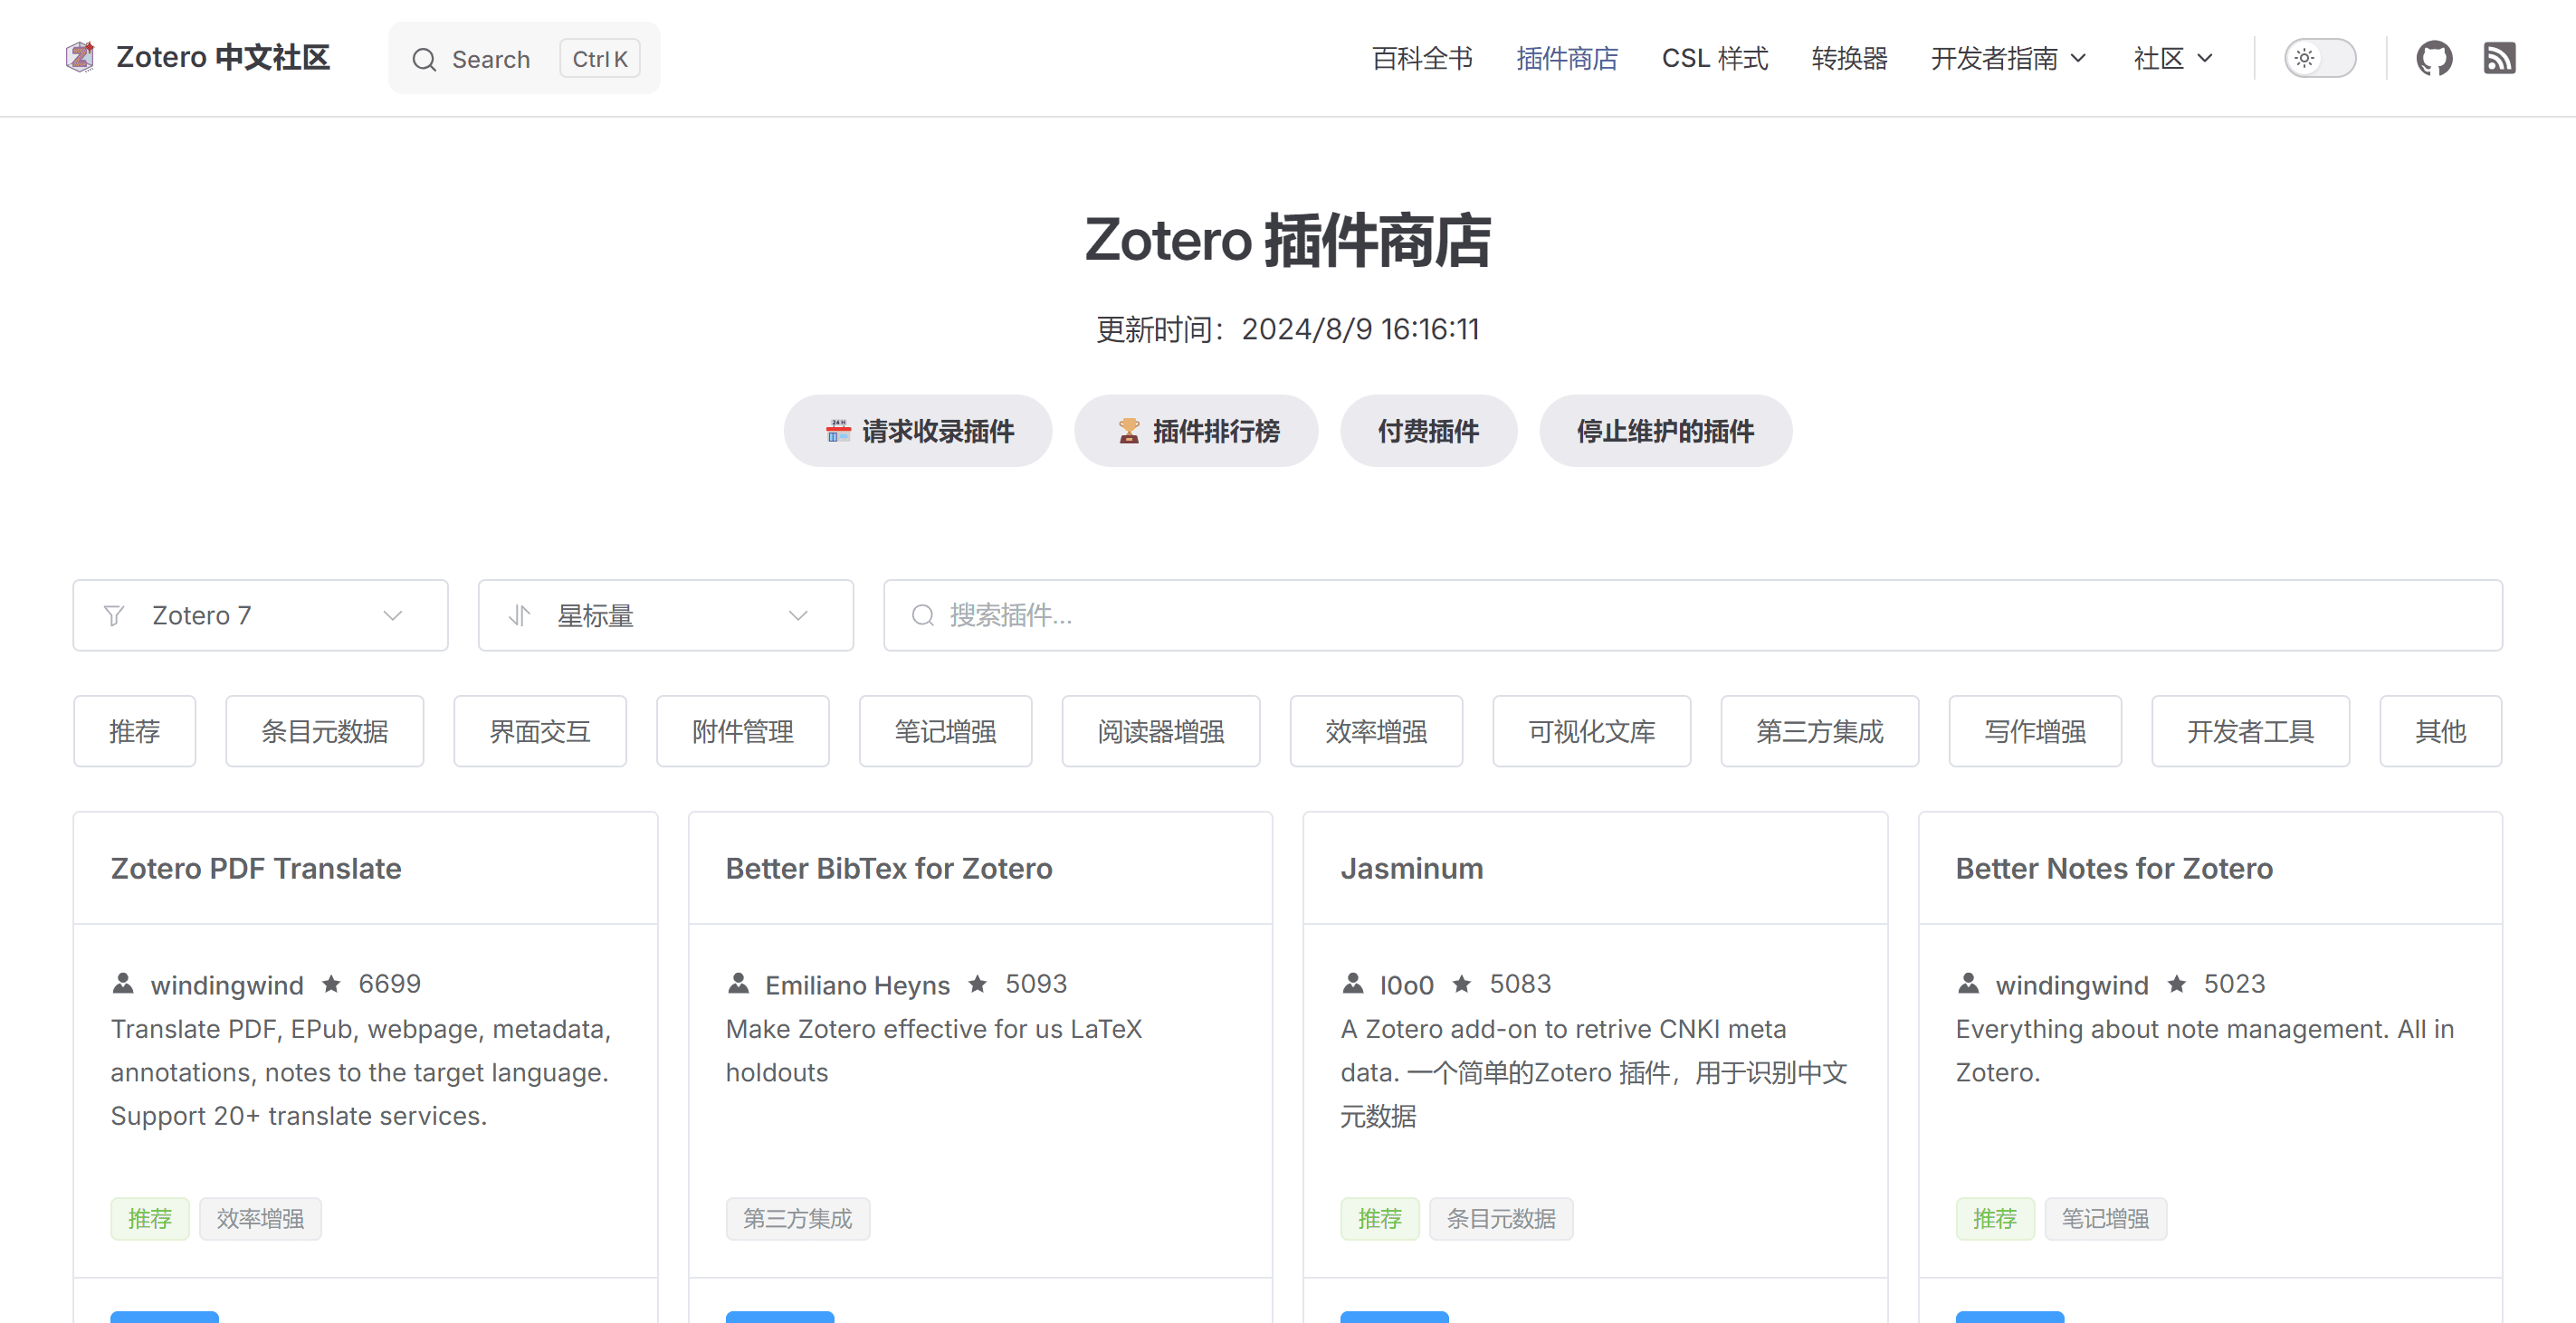 Zotero 中文社区
Search
Ctrl K
百科全书
插件商店
CSL 样式
转换器
开发者指南
社区
Zotero 插件商店
更新时间：2024/8/9 16:16:11
请求收录插件
插件排行榜
付费插件
停止维护的插件
Zotero 7
星标量
搜索插件...
推荐
条目元数据
界面交互
附件管理
笔记增强
阅读器增强
效率增强
可视化文库
第三方集成
写作增强
开发者工具
其他
Zotero PDF Translate
windingwind 6699
Translate PDF, EPub, webpage, metadata,
annotations, notes to the target language.
Support 20+ translate services.
推荐 效率增强
Better BibTex for Zotero
Emiliano Heyns 5093
Make Zotero effective for us LaTeX
holdouts
第三方集成
Jasminum
l0o0 5083
A Zotero add-on to retrive CNKI meta
data. 一个简单的Zotero 插件，用于识别中文
元数据
推荐 条目元数据
Better Notes for Zotero
windingwind 5023
Everything about note management. All in
Zotero.
推荐 笔记增强